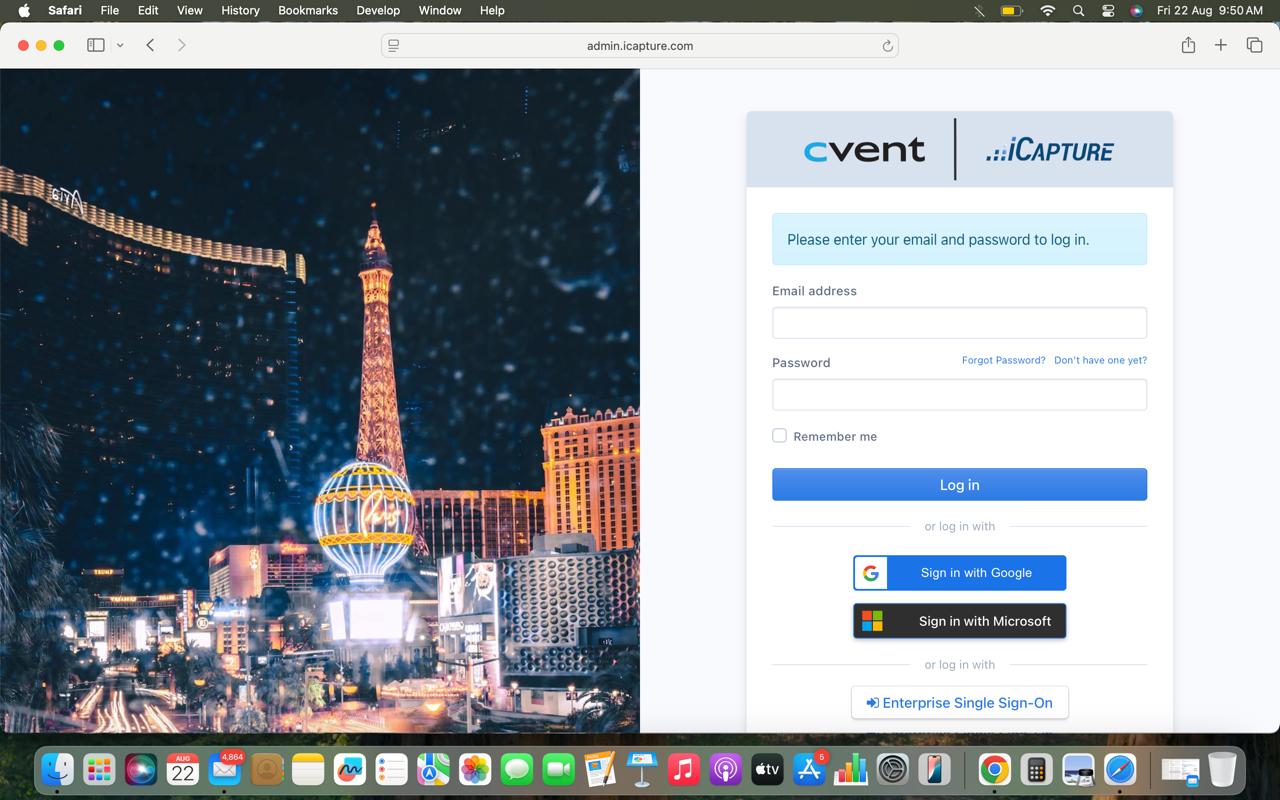 Safari File Edit View History Bookmarks Develop Window Help Fri 22 Aug 9:50 AM
admin.icapture.com
cvent iCAPTURE
Please enter your email and password to log in.
Email address
Password Forgot Password? Don't have one yet?
Remember me
Log in
or log in with
Sign in with Google
Sign in with Microsoft
or log in with
Enterprise Single Sign-On
Aria
Paris
TRUMP
AUG
22
4,864
tv
5